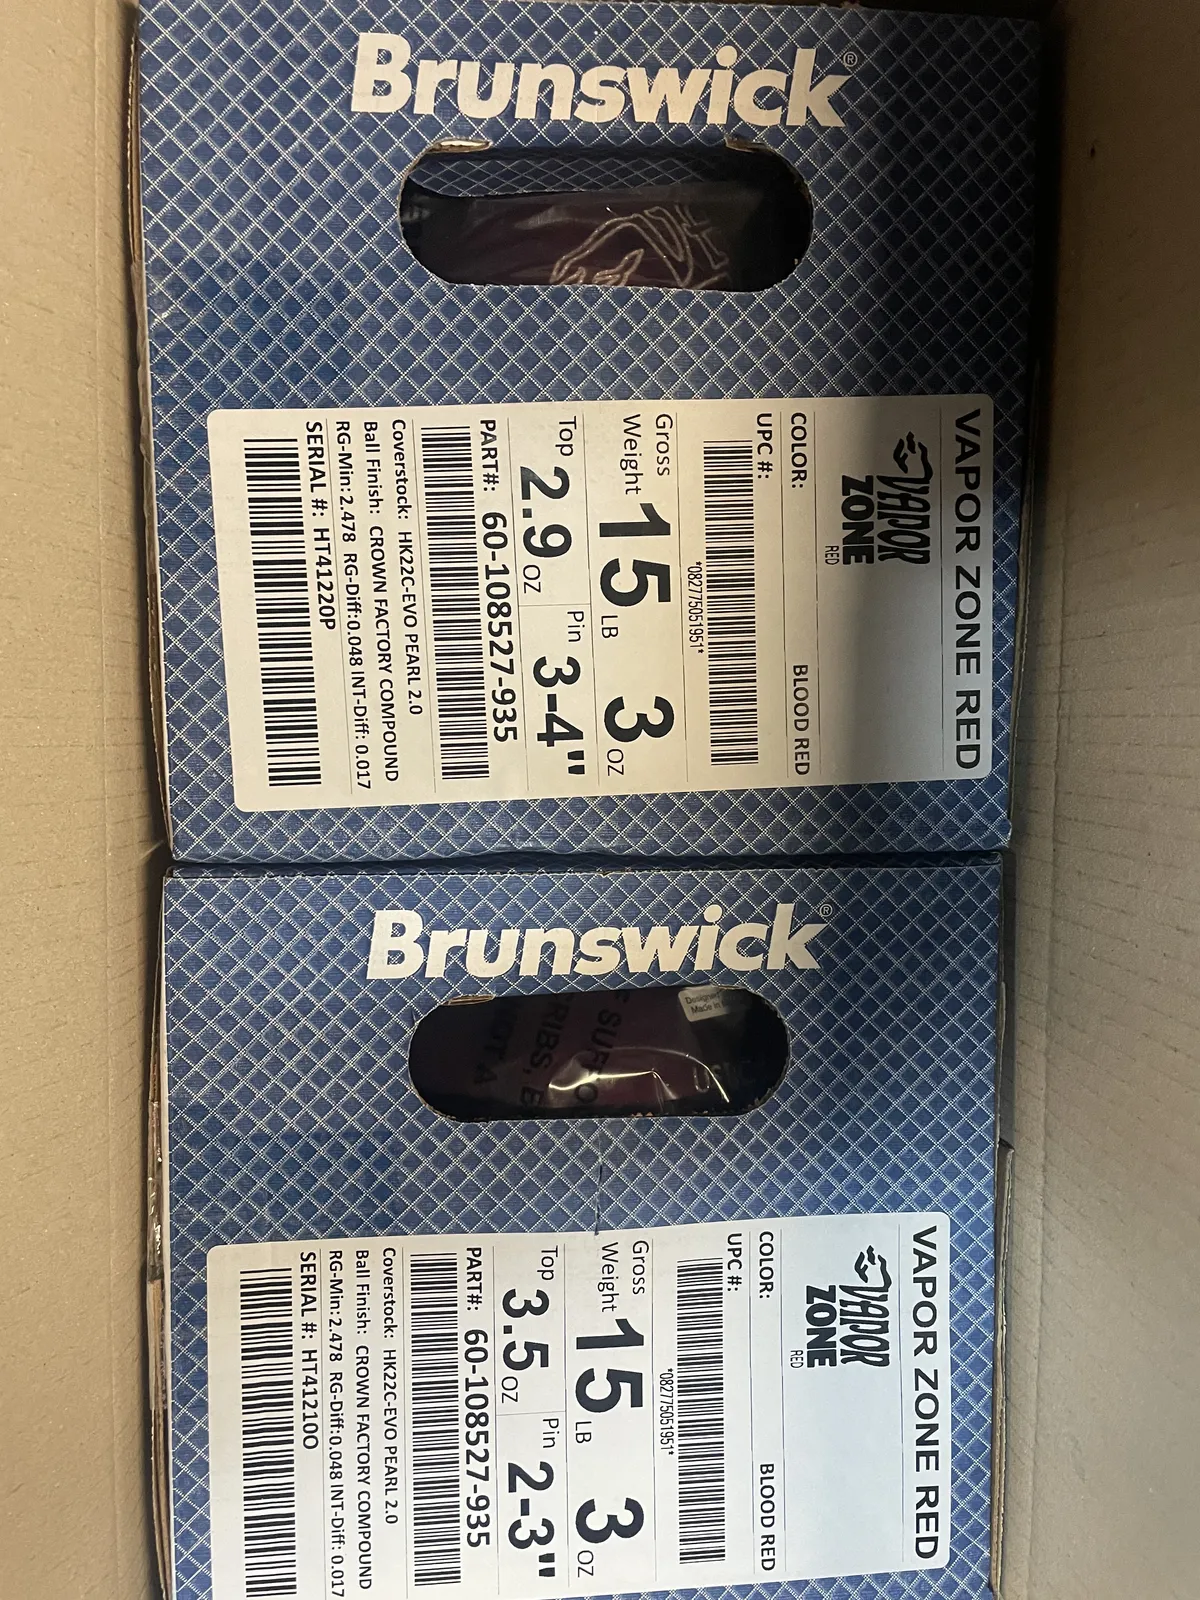 Brunswick®
VAPOR ZONE RED
VAPOR
ZONE
RED
COLOR: BLOOD RED
UPC #:
*082775051951*
Gross
Weight 15 LB 3 OZ
Top 2.9 OZ Pin 3-4"
PART#: 60-108527-935
Coverstock: HK22C-EVO PEARL 2.0
Ball Finish: CROWN FACTORY COMPOUND
RG-Min: 2.478 RG-Diff:0.048 INT-Diff: 0.017
SERIAL #: HT41220P
Brunswick®
VAPOR ZONE RED
VAPOR
ZONE
RED
COLOR: BLOOD RED
UPC #:
*082775051951*
Gross
Weight 15 LB 3 OZ
Top 3.5 OZ Pin 2-3"
PART#: 60-108527-935
Coverstock: HK22C-EVO PEARL 2.0
Ball Finish: CROWN FACTORY COMPOUND
RG-Min: 2.478 RG-Diff:0.048 INT-Diff: 0.017
SERIAL #: HT41210O